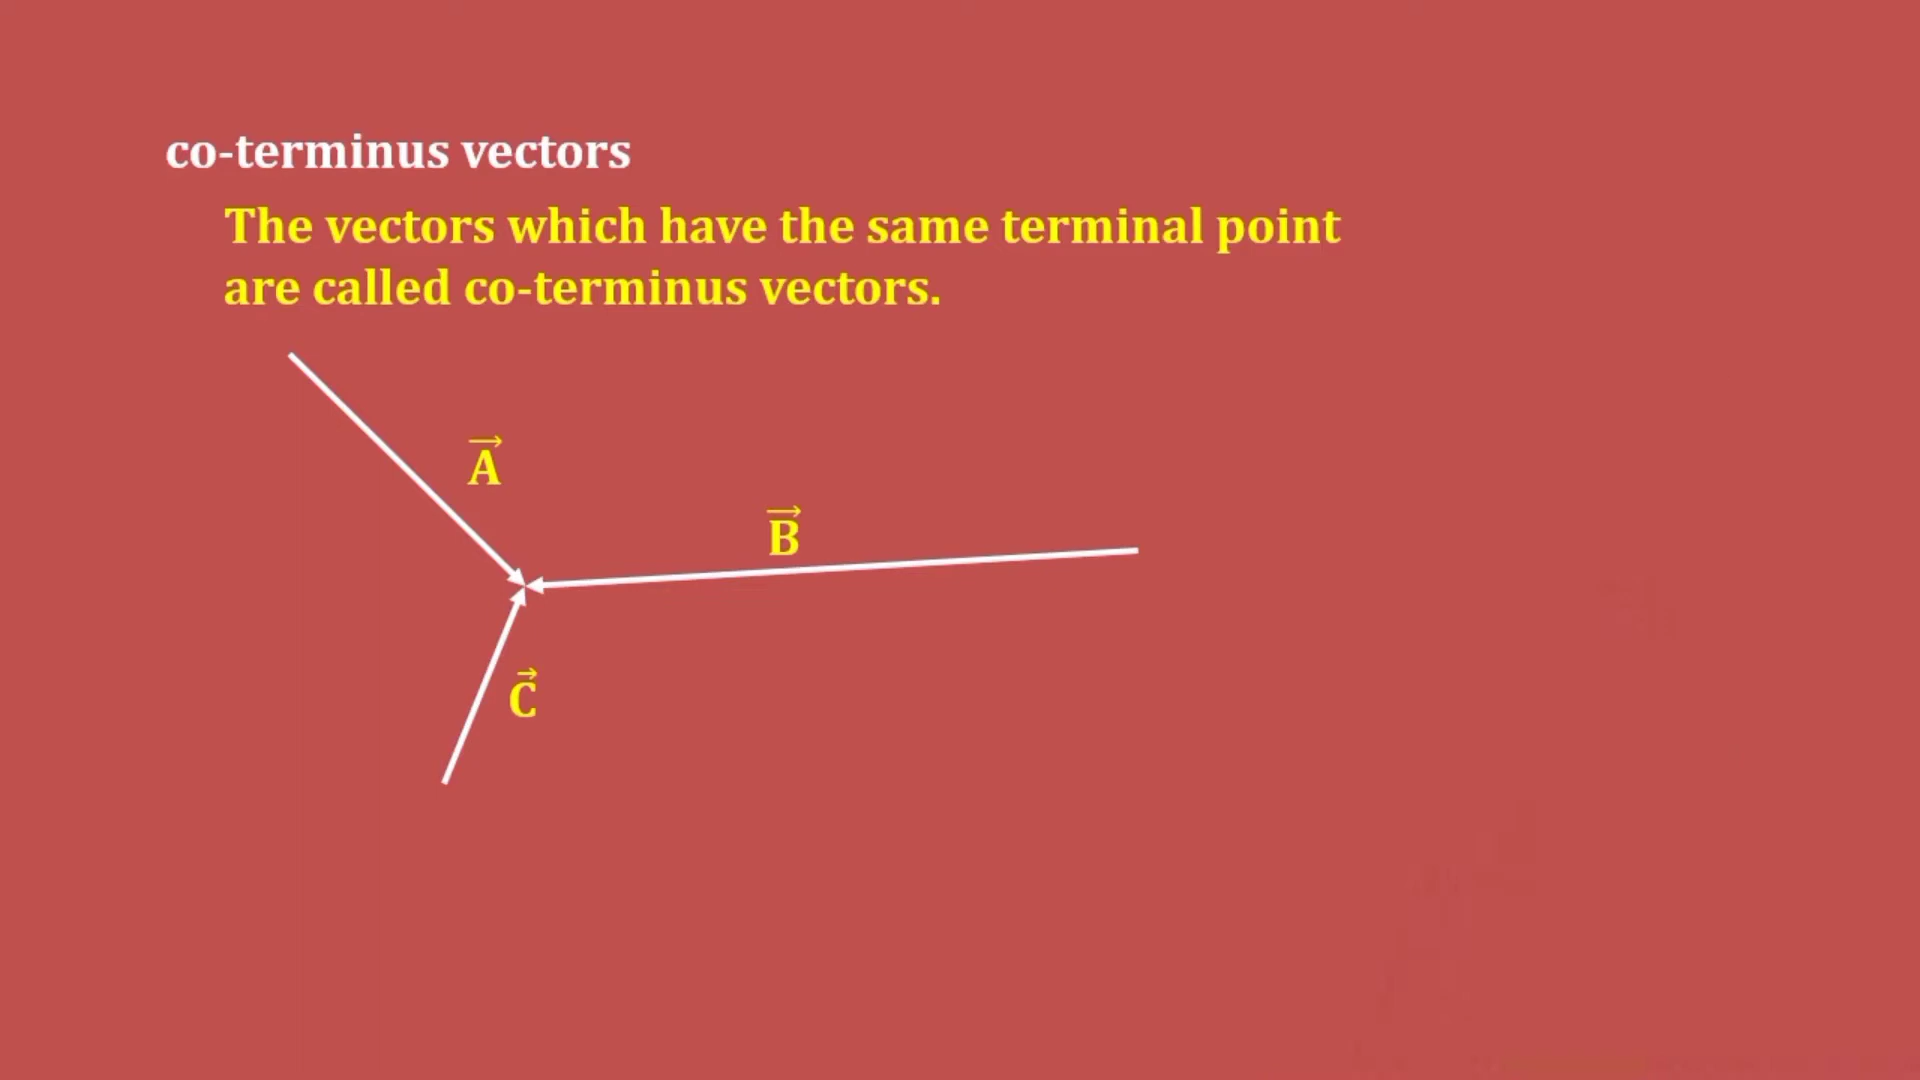 co-terminus vectors
The vectors which have the same terminal point
are called co-terminus vectors.
A⃗
B⃗
C⃗